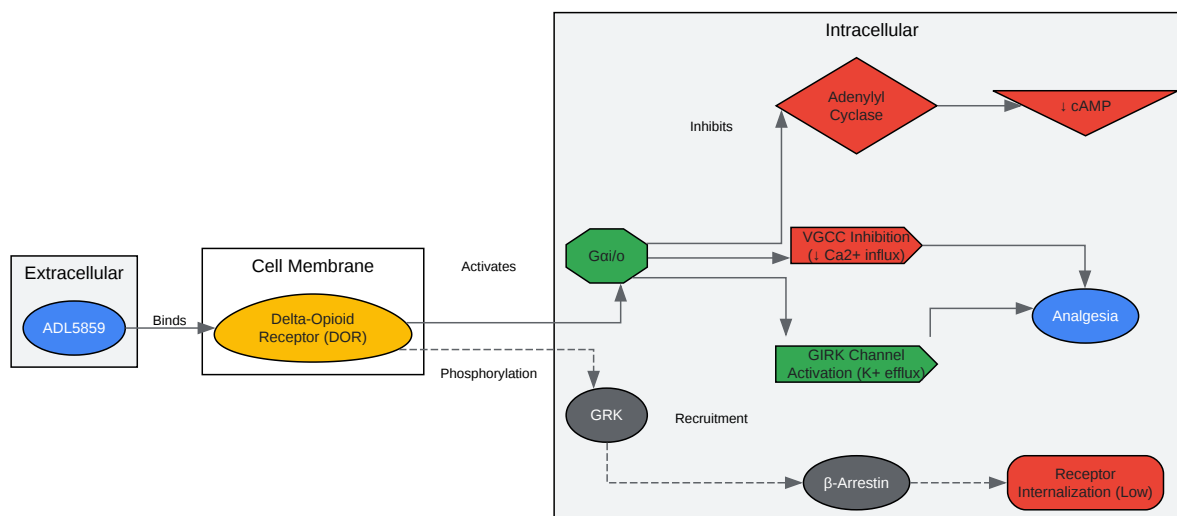 Intracellular
Adenylyl
Cyclase
↓ cAMP
Inhibits
VGCC Inhibition
(↓ Ca2+ influx)
Gαi/o
Extracellular
Cell Membrane
Activates
ADL5859
Binds
Delta-Opioid
Receptor (DOR)
Analgesia
GIRK Channel
Activation (K+ efflux)
Phosphorylation
GRK
Recruitment
β-Arrestin
Receptor
Internalization (Low)